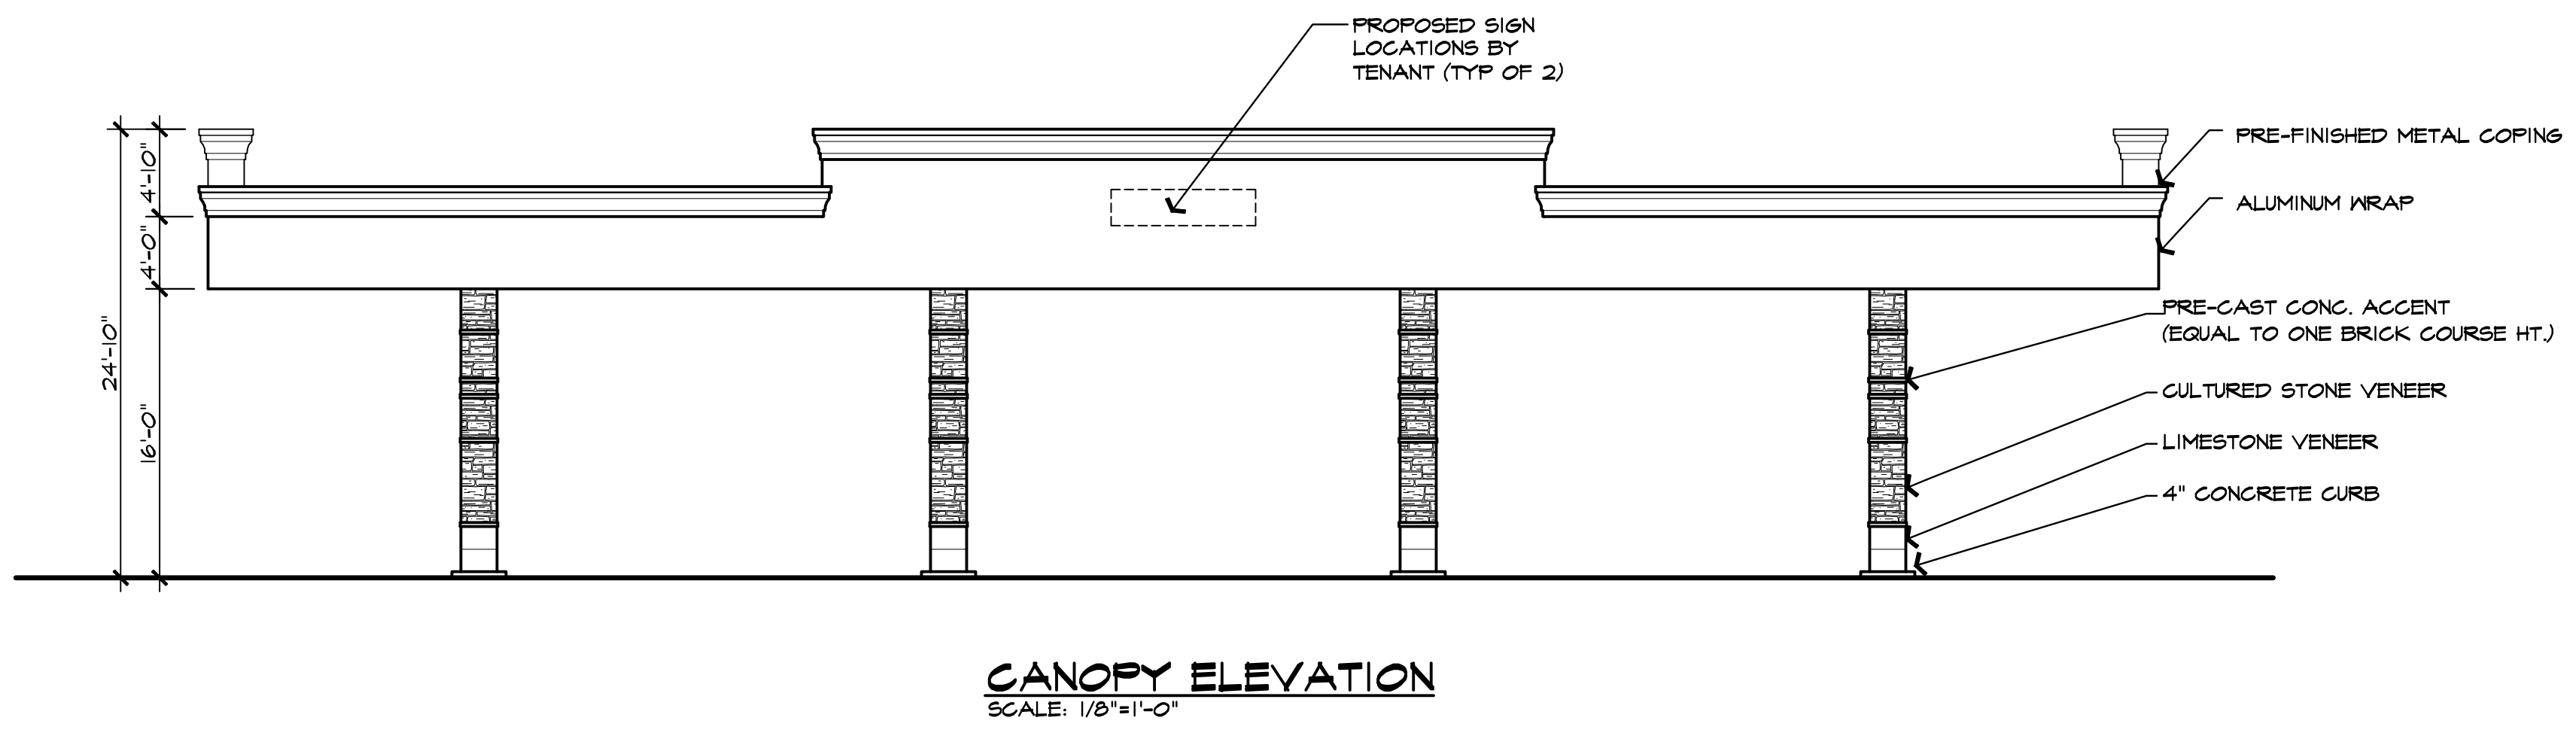 PROPOSED SIGN
LOCATIONS BY
TENANT (TYP OF 2)
PRE-FINISHED METAL COPING
ALUMINUM WRAP
4'-10"
4'-0"
24'-10"
16'-0"
PRE-CAST CONC. ACCENT
(EQUAL TO ONE BRICK COURSE HT.)
CULTURED STONE VENEER
LIMESTONE VENEER
4" CONCRETE CURB
CANOPY ELEVATION
SCALE: 1/8"=1'-0"